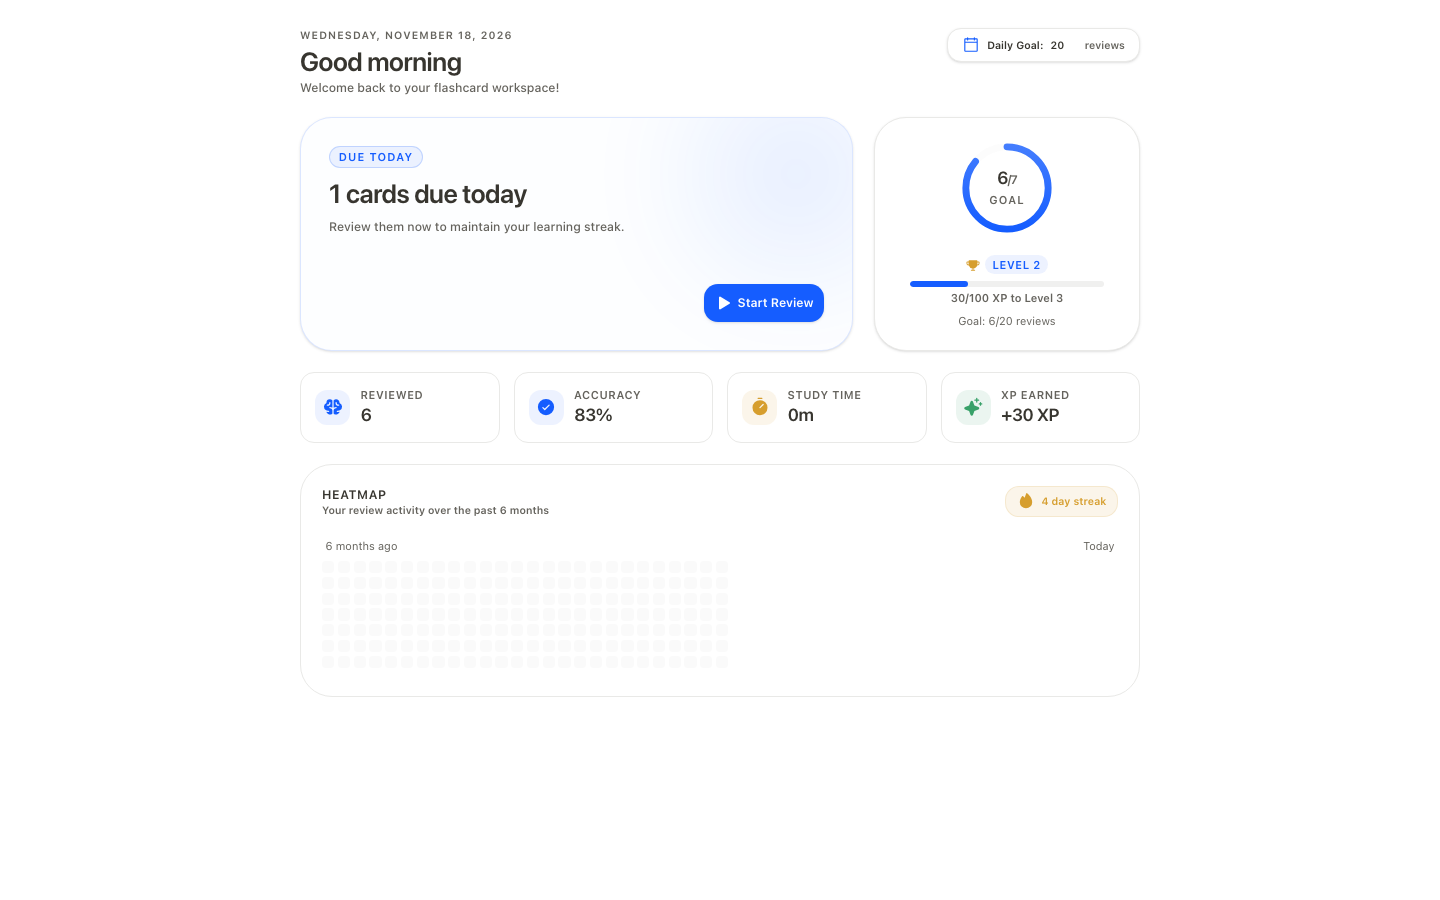 WEDNESDAY, NOVEMBER 18, 2026
Good morning
Welcome back to your flashcard workspace!
Daily Goal: 20 reviews
DUE TODAY
1 cards due today
Review them now to maintain your learning streak.
Start Review
6/7
GOAL
LEVEL 2
30/100 XP to Level 3
Goal: 6/20 reviews
REVIEWED
6
ACCURACY
83%
STUDY TIME
0m
XP EARNED
+30 XP
HEATMAP
Your review activity over the past 6 months
4 day streak
6 months ago
Today